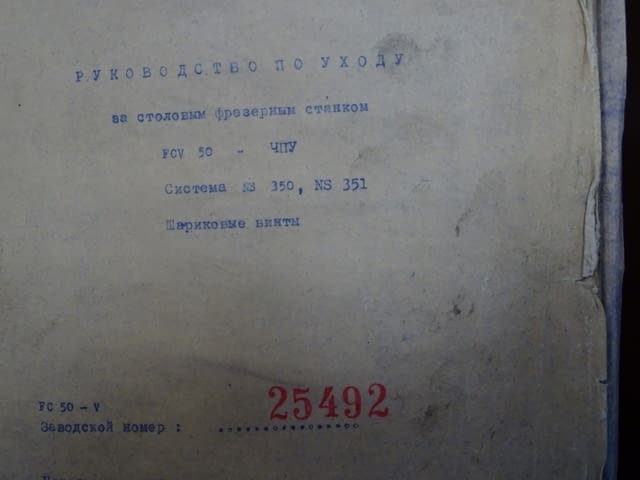 РУКОВОДСТВО ПО УХОДУ
за столовым фрезерным станком
FCV 50 - ЧПУ
Система NS 350, NS 351
Шариковые винты
FC 50 - V
25492
Заводской номер :